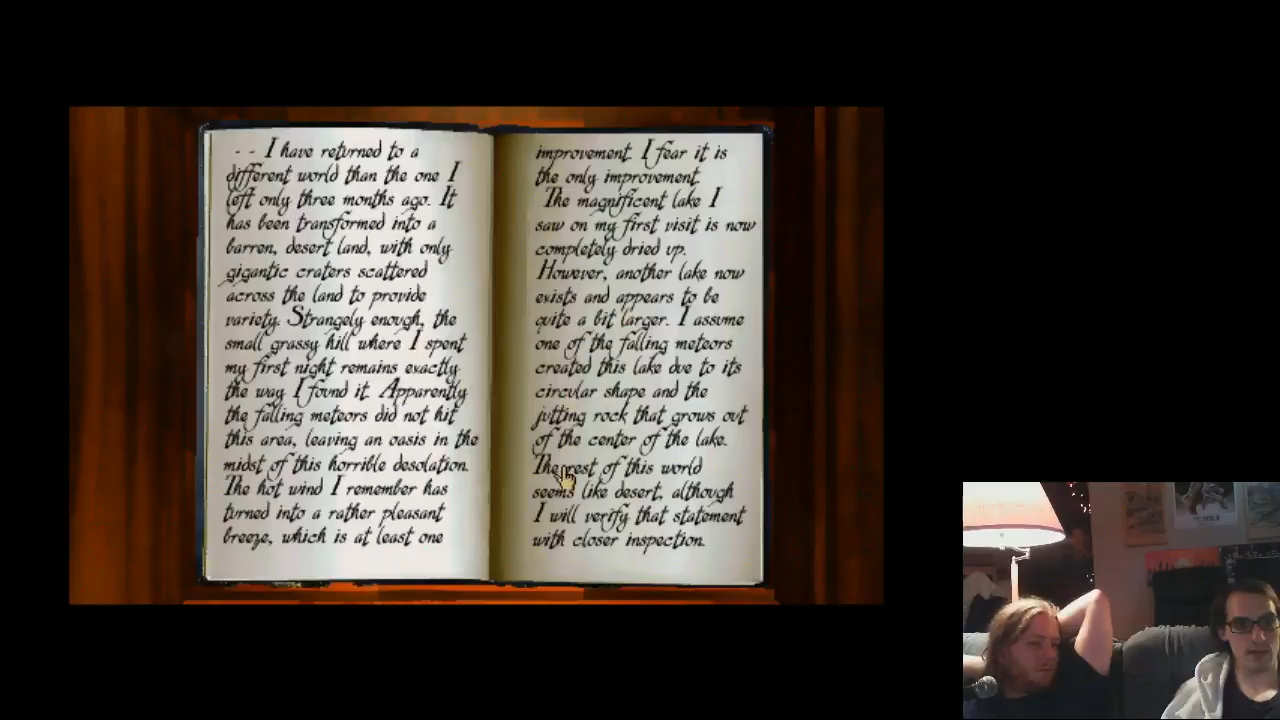 - - I have returned to a
different world than the one I
left only three months ago. It
has been transformed into a
barren, desert land, with only
gigantic craters scattered
across the land to provide
variety. Strangely enough, the
small grassy hill where I spent
my first night remains exactly
the way I found it. Apparently
the falling meteors did not hit
this area, leaving an oasis in the
midst of this horrible desolation.
The hot wind I remember has
turned into a rather pleasant
breeze, which is at least one
improvement. I fear it is
the only improvement.
The magnificent lake I
saw on my first visit is now
completely dried up.
However, another lake now
exists and appears to be
quite a bit larger. I assume
one of the falling meteors
created this lake due to its
circular shape and the
jutting rock that grows out
of the center of the lake.
The rest of this world
seems like desert, although
I will verify that statement
with closer inspection.